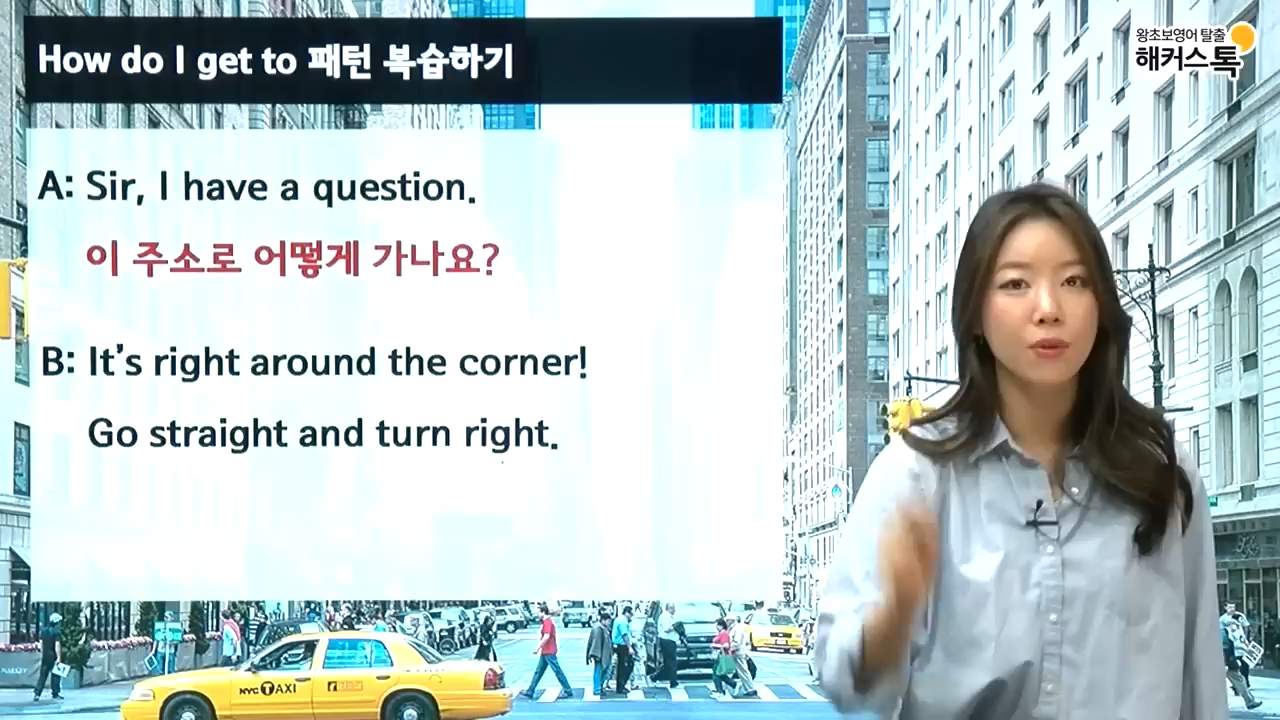 How do I get to 패턴 복습하기
왕초보영어 탈출
해커스톡
A: Sir, I have a question.
이 주소로 어떻게 가나요?
B: It's right around the corner!
Go straight and turn right.
NYC TAXI